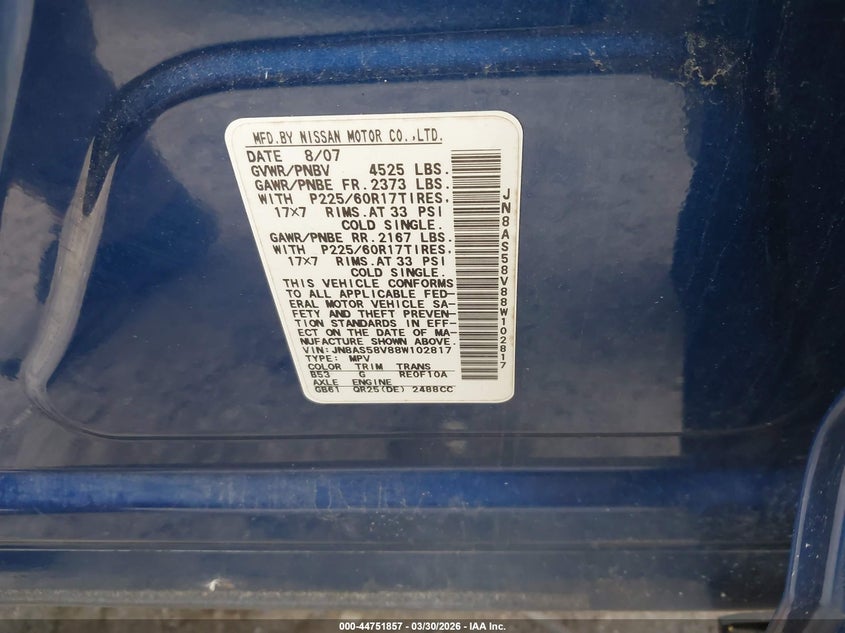 MFD.BY NISSAN MOTOR CO.,LTD.
DATE 8/07
GVWR/PNBV 4525 LBS.
GAWR/PNBE FR. 2373 LBS.
WITH P225/60R17TIRES.
17×7 RIMS.AT 33 PSI
COLD SINGLE.
GAWR/PNBE RR. 2167 LBS.
WITH P225/60R17TIRES.
17×7 RIMS.AT 33 PSI
COLD SINGLE.
THIS VEHICLE CONFORMS
TO ALL APPLICABLE FED-
ERAL MOTOR VEHICLE SA-
FETY AND THEFT PREVEN-
TION STANDARDS IN EFF-
ECT ON THE DATE OF MA-
NUFACTURE SHOWN ABOVE.
VIN: JN8AS58V88W102817
TYPE: MPV
COLOR TRIM TRANS
B53 G RE0F10A
AXLE ENGINE
GB61 QR25(DE) 2488CC
JN8AS58V88W102817
000-44751857 — 03/30/2026 — IAA Inc.